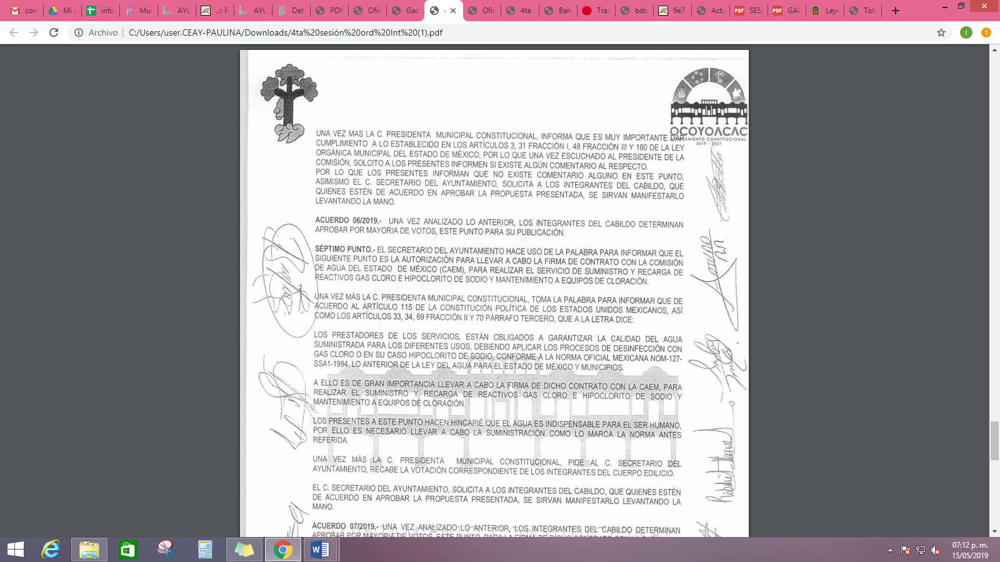 con
Mi u
info
Mur
AYU
..:: P
AYU
Deta
PDM
Ofic
Gac
4
Ofic
4ta
Ban
Tran
bdo
9e7
Acta
SES
GAC
Leye
Tolu
Archivo | C:/Users/user.CEAY-PAULINA/Downloads/4ta%20sesión%20ord%20Int%20(1).pdf
OCOYOACAC
AYUNTAMIENTO CONSTITUCIONAL
2019 - 2021
UNA VEZ MAS LA C. PRESIDENTA MUNICIPAL CONSTITUCIONAL, INFORMA QUE ES MUY IMPORTANTE DAR
CUMPLIMIENTO A LO ESTABLECIDO EN LOS ARTÍCULOS 3, 31 FRACCIÓN I, 48 FRACCIÓN III Y 160 DE LA LEY
ORGÁNICA MUNICIPAL DEL ESTADO DE MÉXICO, POR LO QUE UNA VEZ ESCUCHADO AL PRESIDENTE DE LA
COMISIÓN, SOLCITO A LOS PRESENTES INFORMEN SI EXISTE ALGÚN COMENTARIO AL RESPECTO.
POR LO QUE LOS PRESENTES INFORMAN QUE NO EXISTE COMENTARIO ALGUNO EN ESTE PUNTO,
ASIMISMO EL C. SECRETARIO DEL AYUNTAMIENTO, SOLICITA A LOS INTEGRANTES DEL CABILDO, QUE
QUIENES ESTÉN DE ACUERDO EN APROBAR LA PROPUESTA PRESENTADA, SE SIRVAN MANIFESTARLO
LEVANTANDO LA MANO.
ACUERDO 06/2019.- UNA VEZ ANALIZADO LO ANTERIOR, LOS INTEGRANTES DEL CABILDO DETERMINAN
APROBAR POR MAYORIA DE VOTOS, ESTE PUNTO PARA SU PUBLICACIÓN.
SÉPTIMO PUNTO.- EL SECRETARIO DEL AYUNTAMIENTO HACE USO DE LA PALABRA PARA INFORMAR QUE EL
SIGUIENTE PUNTO ES LA AUTORIZACIÓN PARA LLEVAR A CABO LA FIRMA DE CONTRATO CON LA COMISIÓN
DE AGUA DEL ESTADO DE MÉXICO (CAEM), PARA REALIZAR EL SERVICIO DE SUMINISTRO Y RECARGA DE
REACTIVOS GAS CLORO E HIPOCLORITO DE SODIO Y MANTENIMIENTO A EQUIPOS DE CLORACIÓN.
UNA VEZ MÁS LA C. PRESIDENTA MUNICIPAL CONSTITUCIONAL, TOMA LA PALABRA PARA INFORMAR QUE DE
ACUERDO AL ARTÍCULO 115 DE LA CONSTITUCIÓN POLÍTICA DE LOS ESTADOS UNIDOS MEXICANOS, ASÍ
COMO LOS ARTÍCULOS 33, 34, 69 FRACCIÓN II Y 70 PÁRRAFO TERCERO, QUE A LA LETRA DICE:
LOS PRESTADORES DE LOS SERVICIOS, ESTÁN OBLIGADOS A GARANTIZAR LA CALIDAD DEL AGUA
SUMINISTRADA PARA LOS DIFERENTES USOS, DEBIENDO APLICAR LOS PROCESOS DE DESINFECCIÓN CON
GAS CLORO O EN SU CASO HIPOCLORITO DE SODIO, CONFORME A LA NORMA OFICIAL MEXICANA NOM-127-
SSA1-1994, LO ANTERIOR DE LA LEY DEL AGUA PARA EL ESTADO DE MÉXICO Y MUNICIPIOS.
A ELLO ES DE GRAN IMPORTANCIA LLEVAR A CABO LA FIRMA DE DICHO CONTRATO CON LA CAEM, PARA
REALIZAR EL SUMINISTRO Y RECARGA DE REACTIVOS GAS CLORO E HIPOCLORITO DE SODIO Y
MANTENIMIENTO A EQUIPOS DE CLORACIÓN.
LOS PRESENTES A ESTE PUNTO HACEN HINCAPIÉ QUE EL AGUA ES INDISPENSABLE PARA EL SER HUMANO,
POR ELLO ES NECESARIO LLEVAR A CABO LA SUMINISTRACIÓN COMO LO MARCA LA NORMA ANTES
REFERIDA.
UNA VEZ MÁS LA C. PRESIDENTA MUNICIPAL CONSTITUCIONAL, PIDE AL C. SECRETARIO DEL
AYUNTAMIENTO, RECABE LA VOTACIÓN CORRESPONDIENTE DE LOS INTEGRANTES DEL CUERPO EDILICIO.
EL C. SECRETARIO DEL AYUNTAMIENTO, SOLICITA A LOS INTEGRANTES DEL CABILDO, QUE QUIENES ESTÉN
DE ACUERDO EN APROBAR LA PROPUESTA PRESENTADA, SE SIRVAN MANIFESTARLO LEVANTANDO LA
MANO.
ACUERDO 07/2019.- UNA VEZ ANALIZADO LO ANTERIOR, LOS INTEGRANTES DEL CABILDO DETERMINAN
APROBAR POR MAYORIA DE VOTOS, ESTE PUNTO, PARA LA FIRMA DE DICHO CONTRATO
07:12 p. m.
15/05/2019